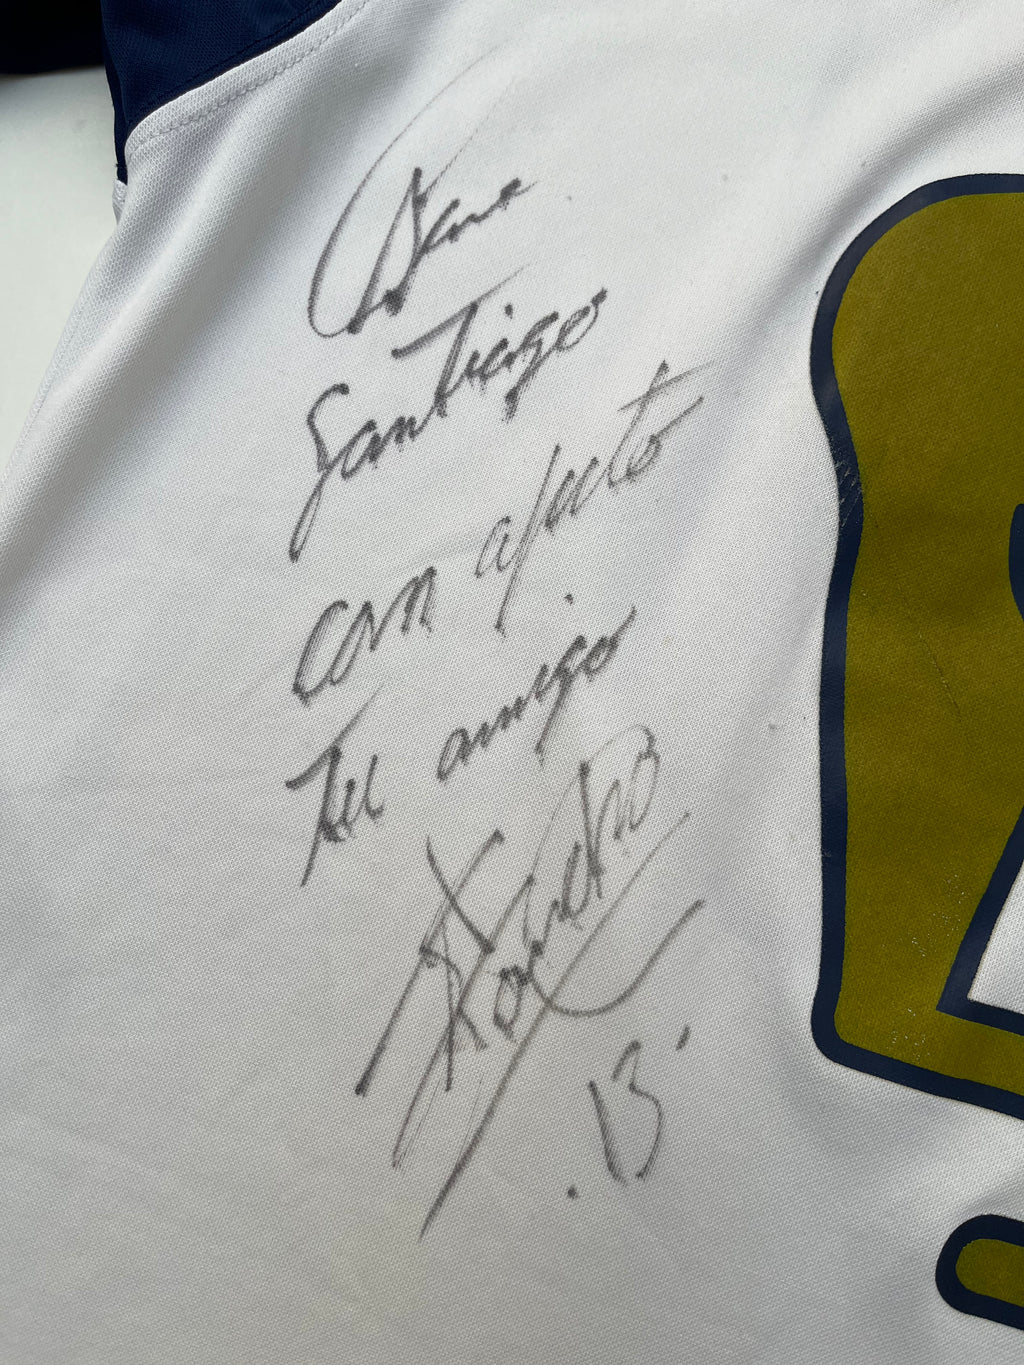 Para
Santiago
con afecto
Tu amigo
.13.